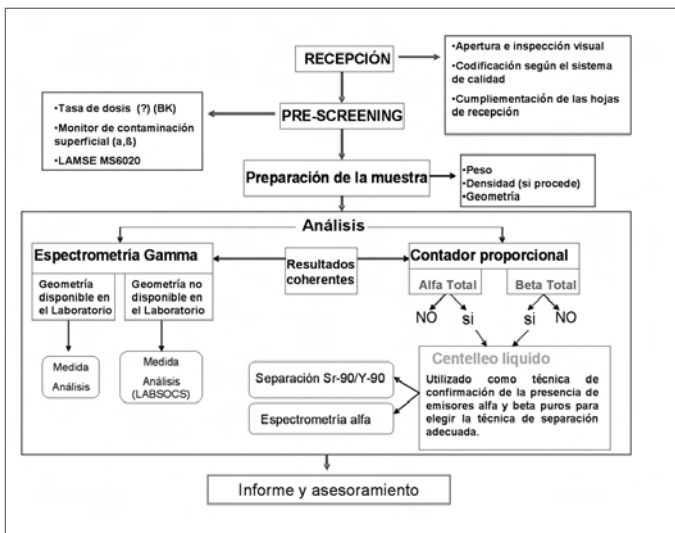 RECEPCIÓN
•Apertura e inspección visual
•Codificación según el sistema
de calidad
•Cumpliementación de las hojas
de recepción
•Tasa de dosis (?) (BK)
•Monitor de contaminación
superficial (a,ß)
•LAMSE MS6020
PRE-SCREENING
Preparación de la muestra
•Peso
•Densidad (si procede)
•Geometría
Análisis
Espectrometría Gamma
Geometría
disponible en
el Laboratorio
Geometría no
disponible en
el Laboratorio
Medida
Análisis
Medida
Análisis
(LABSOCS)
Resultados
coherentes
Contador proporcional
Alfa Total
Beta Total
NO
si
si
NO
Centelleo líquido
Utilizado como técnica de
confirmación de la presencia de
emisores alfa y beta puros para
elegir la técnica de separación
adecuada.
Separación Sr-90/Y-90
Espectrometría alfa
Informe y asesoramiento